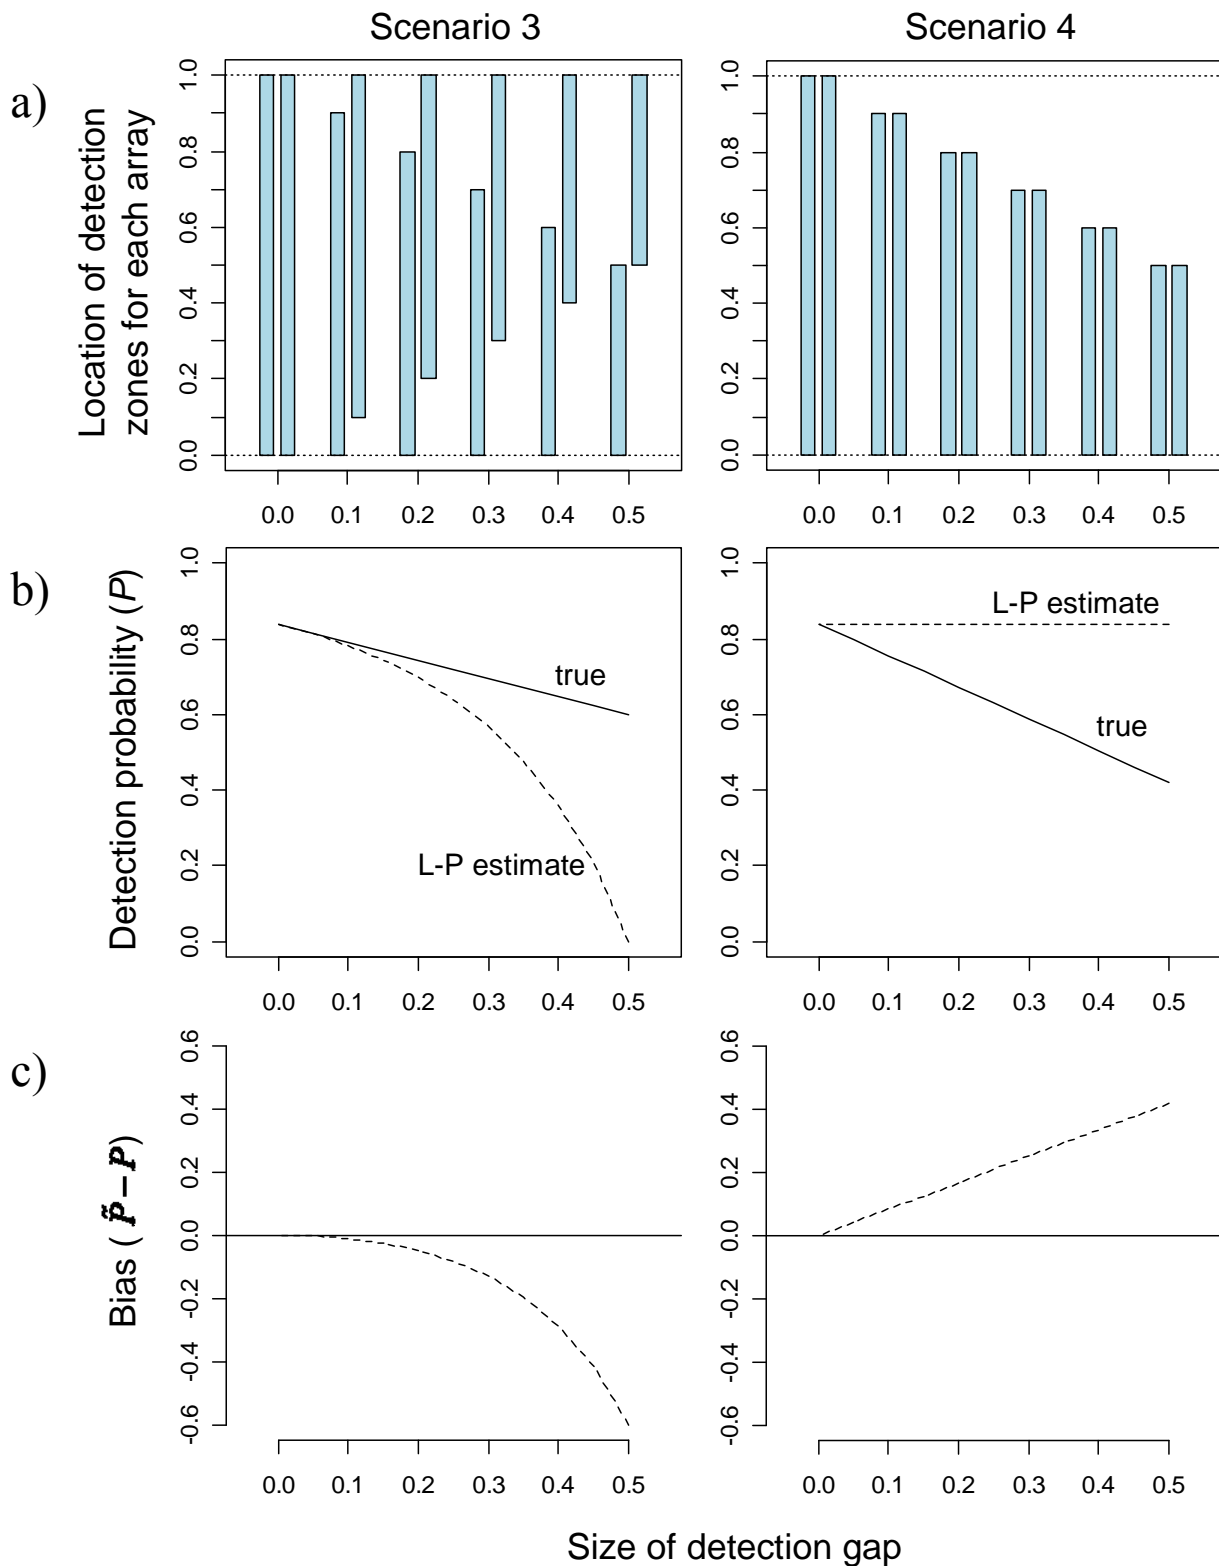 Scenario 3
Scenario 4
a)
Location of detection
zones for each array
1.0
0.8
0.6
0.4
0.2
0.0
0.0 0.1 0.2 0.3 0.4 0.5
1.0
0.8
0.6
0.4
0.2
0.0
0.0 0.1 0.2 0.3 0.4 0.5
b)
Detection probability (P)
1.0
0.8
0.6
0.4
0.2
0.0
true
L-P estimate
0.0 0.1 0.2 0.3 0.4 0.5
1.0
0.8
0.6
0.4
0.2
0.0
L-P estimate
true
0.0 0.1 0.2 0.3 0.4 0.5
c)
Bias ( P̃ – P)
0.6
0.4
0.2
0.0
-0.2
-0.4
-0.6
0.0 0.1 0.2 0.3 0.4 0.5
0.6
0.4
0.2
0.0
-0.2
-0.4
-0.6
0.0 0.1 0.2 0.3 0.4 0.5
Size of detection gap